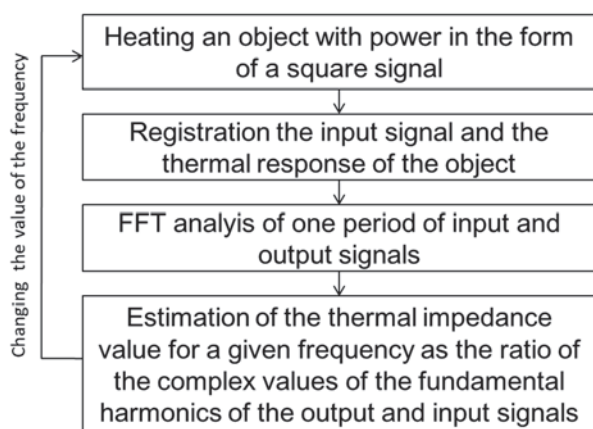 Heating an object with power in the form
of a square signal
Registration the input signal and the
thermal response of the object
FFT analyis of one period of input and
output signals
Estimation of the thermal impedance
value for a given frequency as the ratio of
the complex values of the fundamental
harmonics of the output and input signals
Changing the value of the frequency